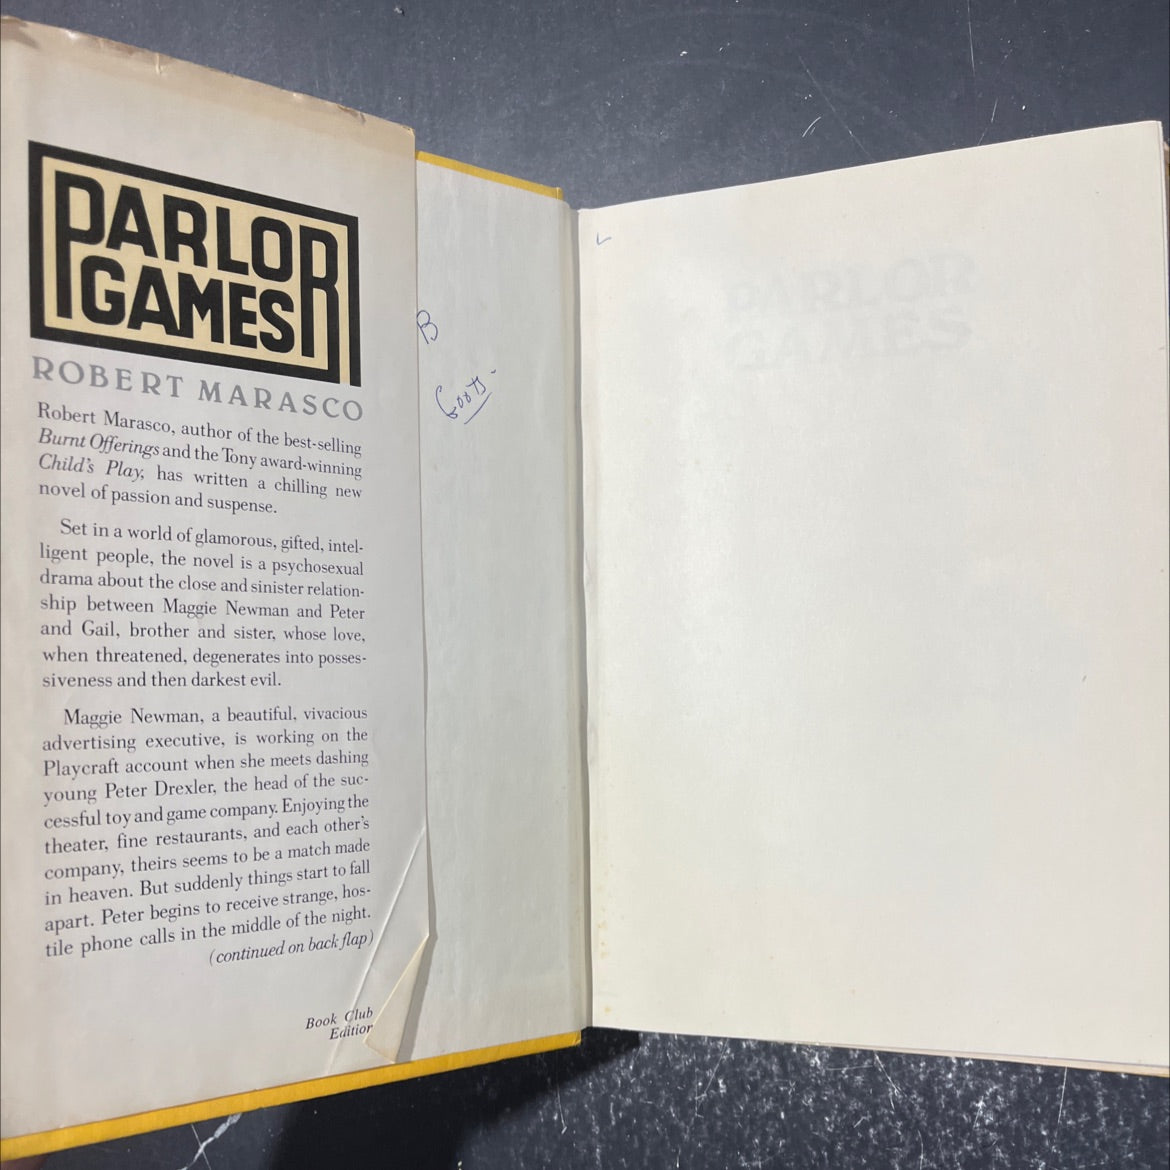 PARLOR
GAMES
ROBERT MARASCO
Robert Marasco, author of the best-selling
Burnt Offerings and the Tony award-winning
Child's Play, has written a chilling new
novel of passion and suspense.
Set in a world of glamorous, gifted, intel-
ligent people, the novel is a psychosexual
drama about the close and sinister relation-
ship between Maggie Newman and Peter
and Gail, brother and sister, whose love,
when threatened, degenerates into posses-
siveness and then darkest evil.
Maggie Newman, a beautiful, vivacious
advertising executive, is working on the
Playcraft account when she meets dashing
young Peter Drexler, the head of the suc-
cessful toy and game company. Enjoying the
theater, fine restaurants, and each other's
company, theirs seems to be a match made
in heaven. But suddenly things start to fall
apart. Peter begins to receive strange, hos-
tile phone calls in the middle of the night.
(continued on back flap)
Book Club
Edition
B
PARLOR
GAMES